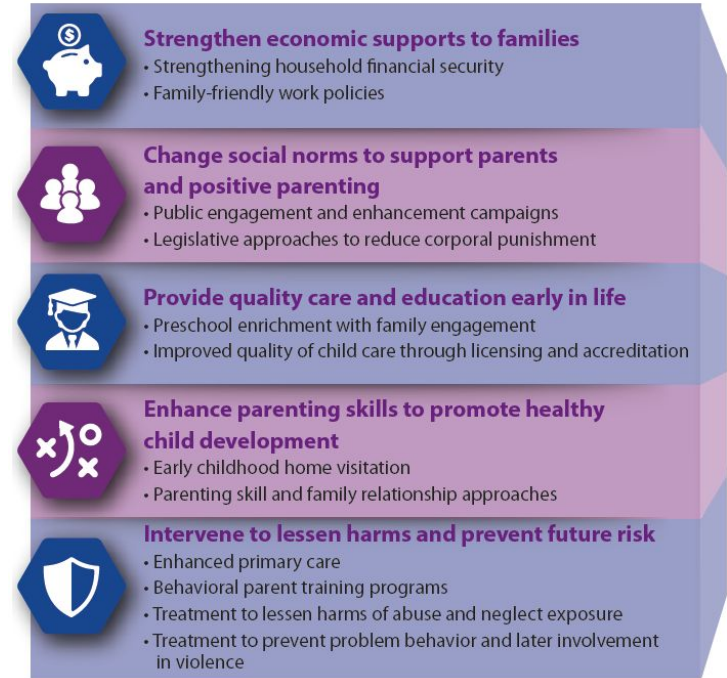 $
Strengthen economic supports to families
• Strengthening household financial security
• Family-friendly work policies
Change social norms to support parents
and positive parenting
• Public engagement and enhancement campaigns
• Legislative approaches to reduce corporal punishment
Provide quality care and education early in life
• Preschool enrichment with family engagement
• Improved quality of child care through licensing and accreditation
Enhance parenting skills to promote healthy
child development
• Early childhood home visitation
• Parenting skill and family relationship approaches
Intervene to lessen harms and prevent future risk
• Enhanced primary care
• Behavioral parent training programs
• Treatment to lessen harms of abuse and neglect exposure
• Treatment to prevent problem behavior and later involvement
in violence